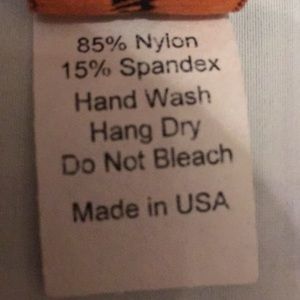 85% Nylon
15% Spandex
Hand Wash
Hang Dry
Do Not Bleach
Made in USA